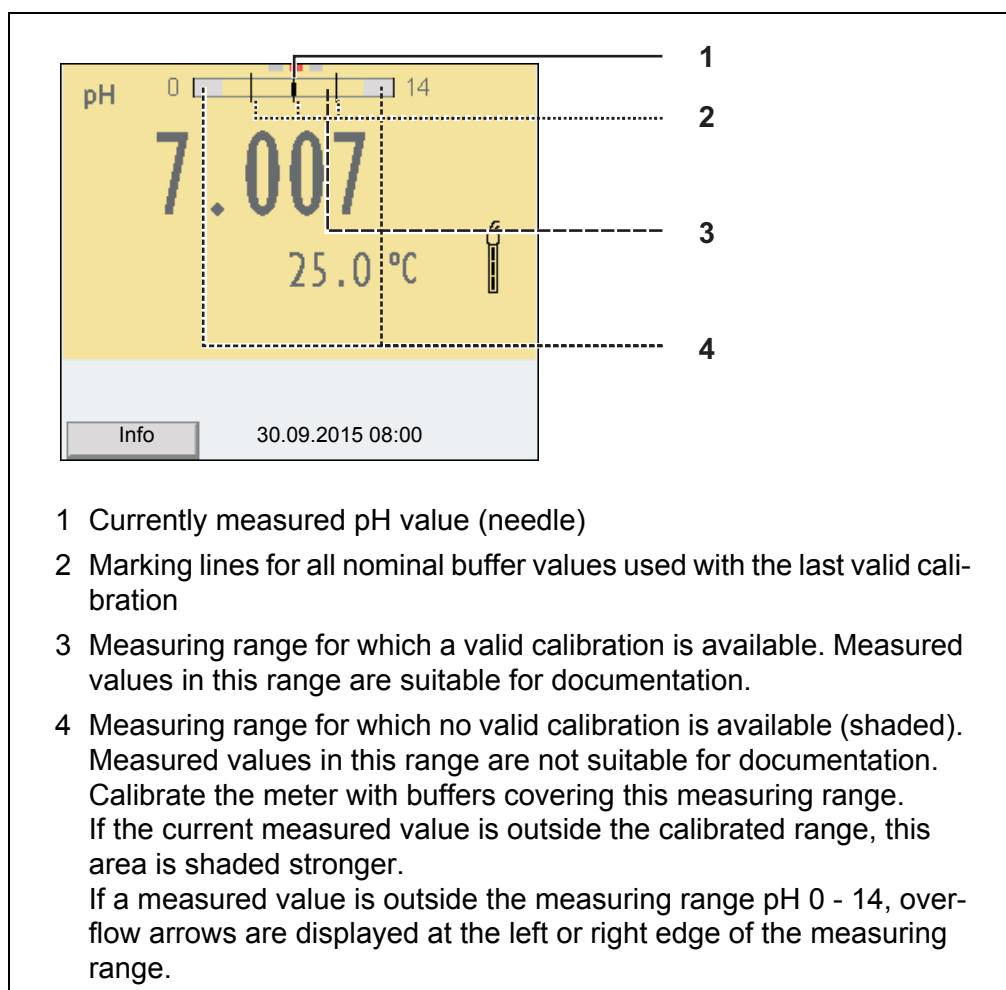 1
pH 0 14
2
7.007
3
25.0 °C
4
Info 30.09.2015 08:00
1 Currently measured pH value (needle)
2 Marking lines for all nominal buffer values used with the last valid cali-
bration
3 Measuring range for which a valid calibration is available. Measured
values in this range are suitable for documentation.
4 Measuring range for which no valid calibration is available (shaded).
Measured values in this range are not suitable for documentation.
Calibrate the meter with buffers covering this measuring range.
If the current measured value is outside the calibrated range, this
area is shaded stronger.
If a measured value is outside the measuring range pH 0 - 14, over-
flow arrows are displayed at the left or right edge of the measuring
range.